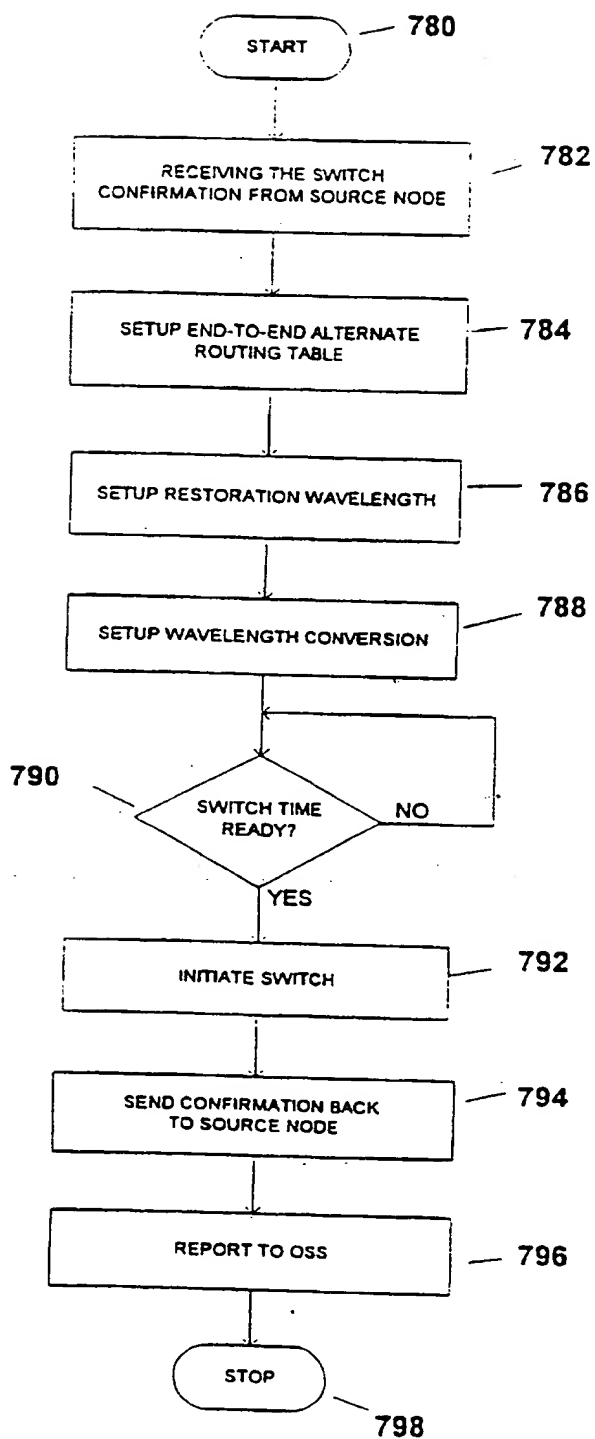 START
780
RECEIVING THE SWITCH
CONFIRMATION FROM SOURCE NODE
782
SETUP END-TO-END ALTERNATE
ROUTING TABLE
784
SETUP RESTORATION WAVELENGTH
786
SETUP WAVELENGTH CONVERSION
788
790
SWITCH TIME
READY?
NO
YES
INITIATE SWITCH
792
SEND CONFIRMATION BACK
TO SOURCE NODE
794
REPORT TO OSS
796
STOP
798